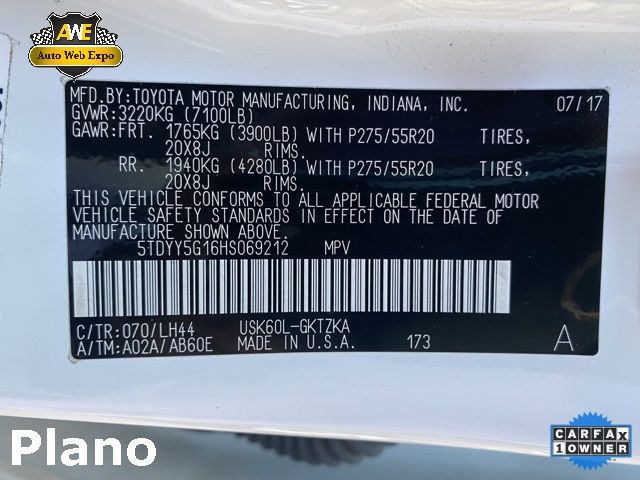 AWE
Auto Web Expo
MFD.BY:TOYOTA MOTOR MANUFACTURING, INDIANA, INC. 07/17
GVWR:3220KG (7100LB)
GAWR:FRT. 1765KG (3900LB) WITH P275/55R20 TIRES,
20X8J RIMS.
RR. 1940KG (4280LB) WITH P275/55R20 TIRES,
20X8J RIMS.
THIS VEHICLE CONFORMS TO ALL APPLICABLE FEDERAL MOTOR
VEHICLE SAFETY STANDARDS IN EFFECT ON THE DATE OF
MANUFACTURE SHOWN ABOVE.
5TDYY5G16HS069212 MPV
C/TR:070/LH44 USK60L-GKTZKA
A/TM:A02A/AB60E MADE IN U.S.A. 173 A
Plano
CARFAX
1 OWNER